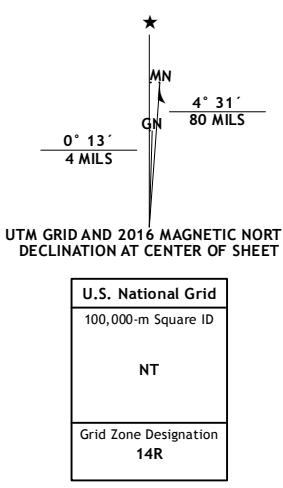 MN
4° 31´
80 MILS
GN
0° 13´
4 MILS
UTM GRID AND 2016 MAGNETIC NORT
DECLINATION AT CENTER OF SHEET
U.S. National Grid
100,000-m Square ID
NT
Grid Zone Designation
14R